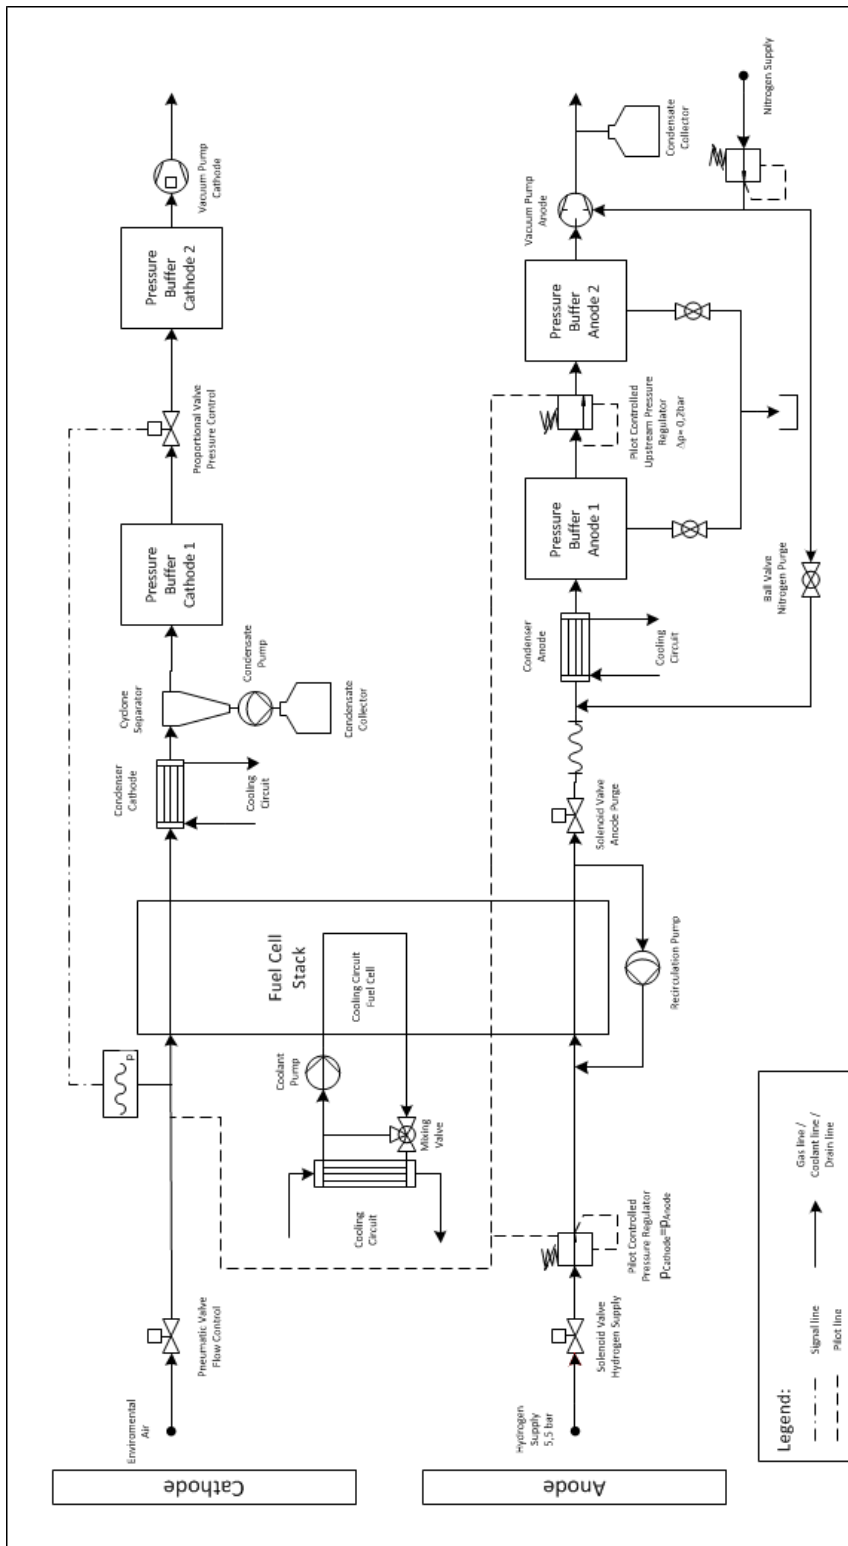 Cathode
Enviromental
Air
Pneumatic Valve
Flow Control
p
Condenser
Cathode
Cooling
Circuit
Cyclone
Separator
Condensate
Pump
Condensate
Collector
Pressure
Buffer
Cathode 1
Proportional Valve
Pressure Control
Pressure
Buffer
Cathode 2
Vacuum Pump
Cathode
Fuel Cell
Stack
Cooling Circuit
Fuel Cell
Coolant
Pump
Mixing
Valve
Cooling
Circuit
Anode
Hydrogen
Supply
5,5 bar
Solenoid Valve
Hydrogen Supply
Pilot Controlled
Pressure Regulator
pCathode=pAnode
Recirculation Pump
Solenoid Valve
Anode Purge
Condenser
Anode
Cooling
Circuit
Pressure
Buffer
Anode 1
Pilot Controlled
Upstream Pressure
Regulator
Δp= 0,2bar
Pressure
Buffer
Anode 2
Vacuum Pump
Anode
Condensate
Collector
Nitrogen Supply
Ball Valve
Nitrogen Purge
Legend:
Signal line
Pilot line
Gas line /
Coolant line /
Drain line